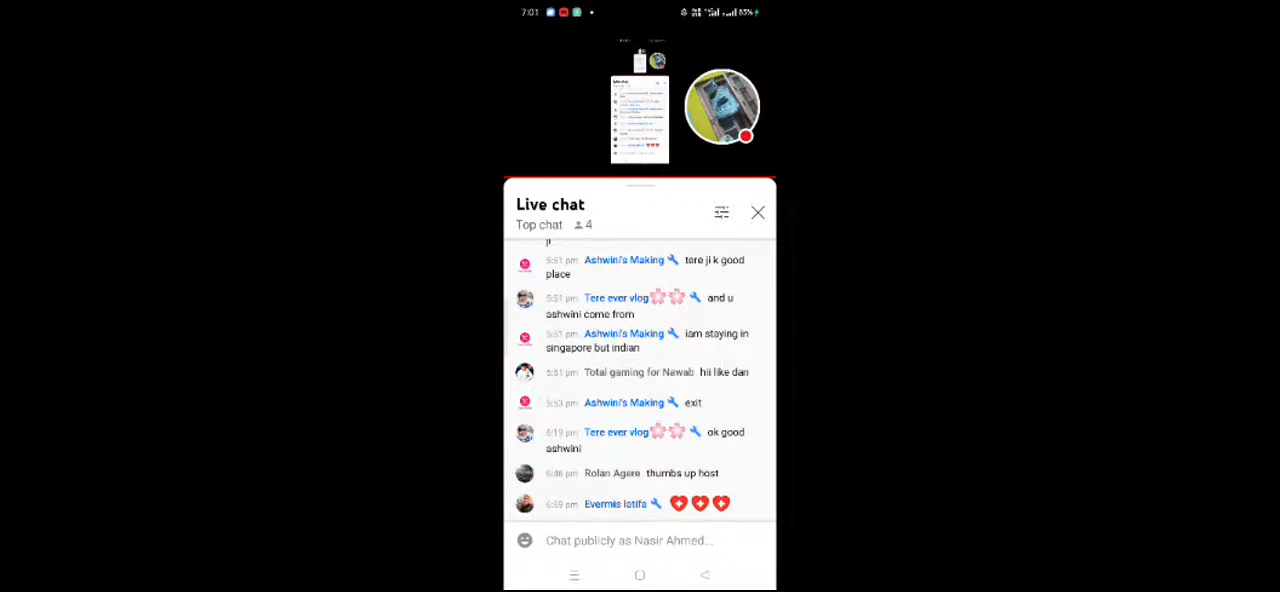 7:01
83%
Live chat
Top chat 4
ji
5:51 pm Ashwini's Making tere ji k good
place
5:51 pm Tere ever vlog🌸🌸 and u
ashwini come from
5:51 pm Ashwini's Making iam staying in
singapore but indian
5:51 pm Total gaming for Nawab hii like dan
5:53 pm Ashwini's Making exit
6:19 pm Tere ever vlog🌸🌸 ok good
ashwini
6:46 pm Rolan Agere thumbs up host
6:59 pm Evermis latifa
Chat publicly as Nasir Ahmed...